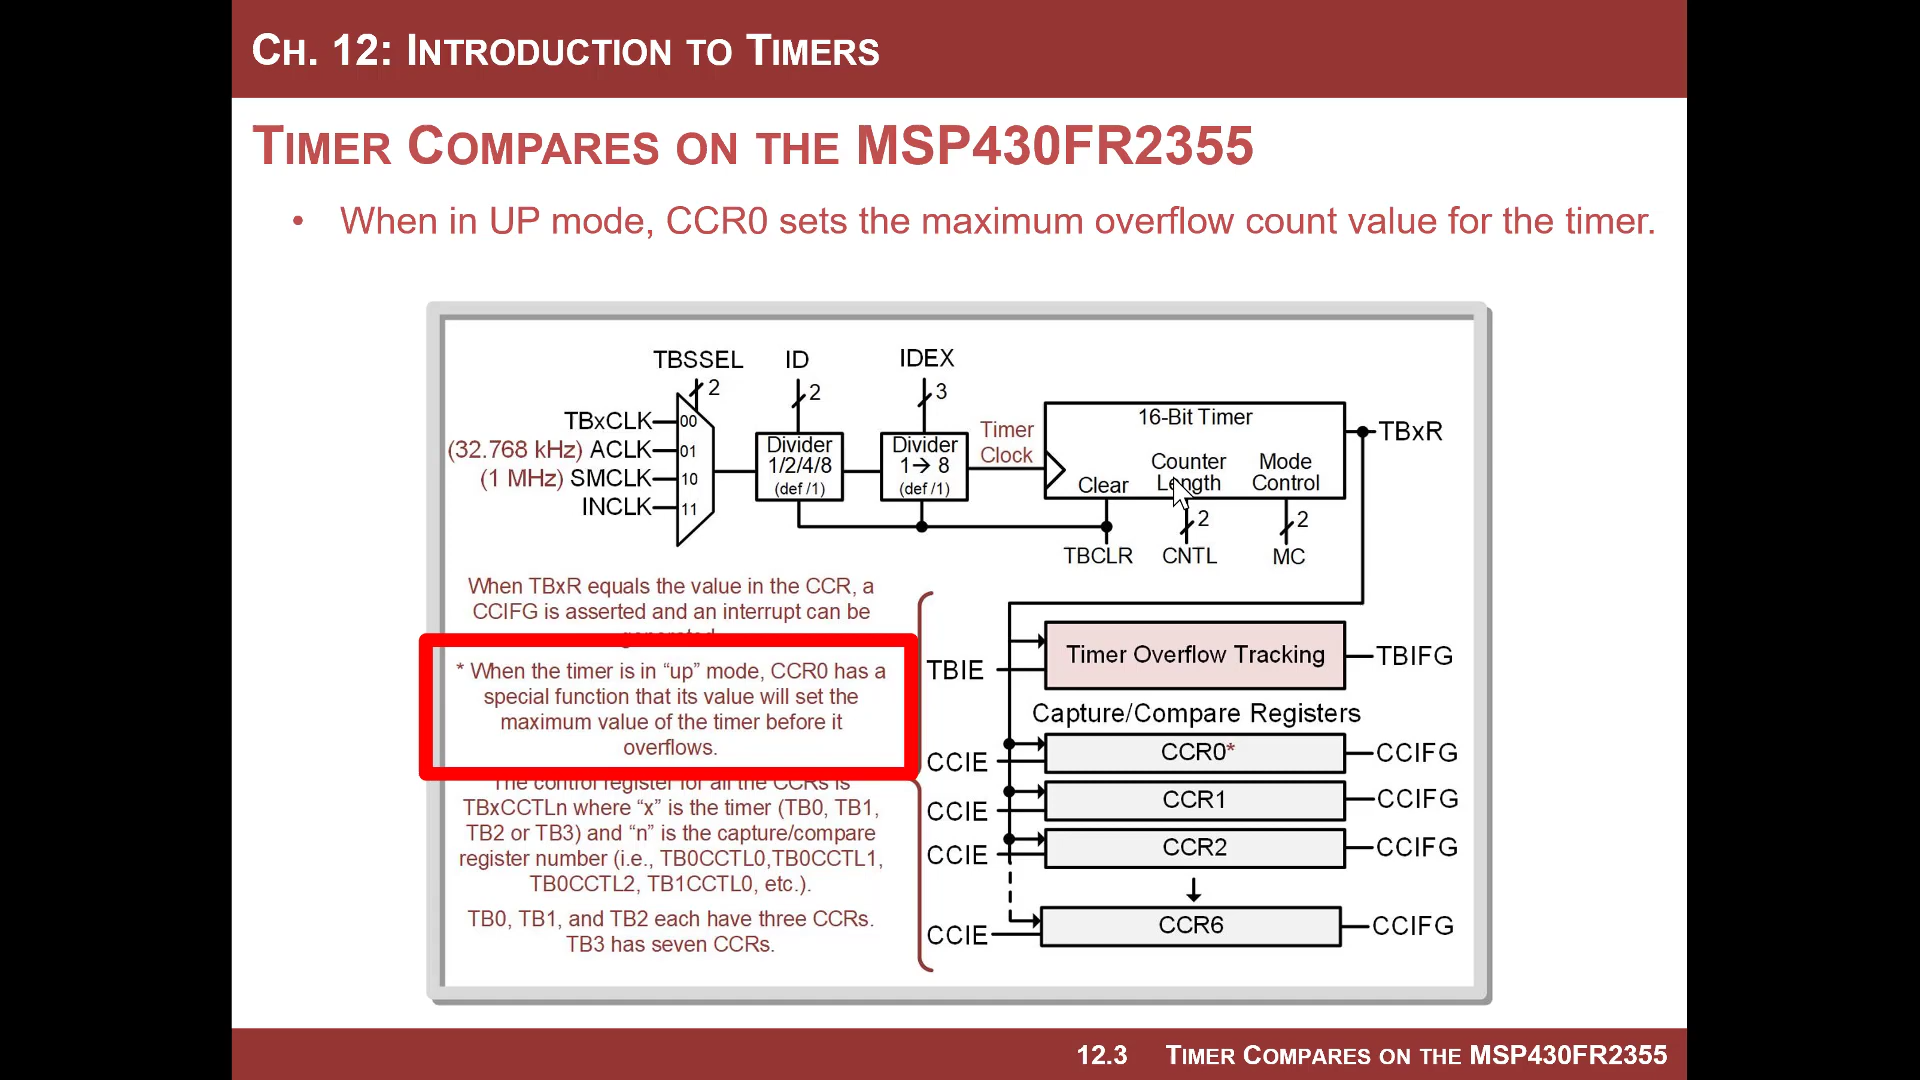 CH. 12: INTRODUCTION TO TIMERS
TIMER COMPARES ON THE MSP430FR2355
• When in UP mode, CCR0 sets the maximum overflow count value for the timer.
TBSSEL
ID
IDEX
2
2
3
TBxCLK
00
(32.768 kHz) ACLK
01
(1 MHz) SMCLK
10
INCLK
11
Divider
1/2/4/8
(def /1)
Divider
1→ 8
(def /1)
Timer
Clock
16-Bit Timer
Clear
Counter
Length
Mode
Control
TBxR
2
2
TBCLR
CNTL
MC
When TBxR equals the value in the CCR, a
CCIFG is asserted and an interrupt can be
* When the timer is in “up” mode, CCR0 has a
special function that its value will set the
maximum value of the timer before it
overflows.
The control register for all the CCRs is
TBxCCTLn where “x” is the timer (TB0, TB1,
TB2 or TB3) and “n” is the capture/compare
register number (i.e., TB0CCTL0,TB0CCTL1,
TB0CCTL2, TB1CCTL0, etc.).
TB0, TB1, and TB2 each have three CCRs.
TB3 has seven CCRs.
TBIE
Timer Overflow Tracking
TBIFG
Capture/Compare Registers
CCIE
CCR0*
CCIFG
CCIE
CCR1
CCIFG
CCIE
CCR2
CCIFG
CCIE
CCR6
CCIFG
12.3 TIMER COMPARES ON THE MSP430FR2355